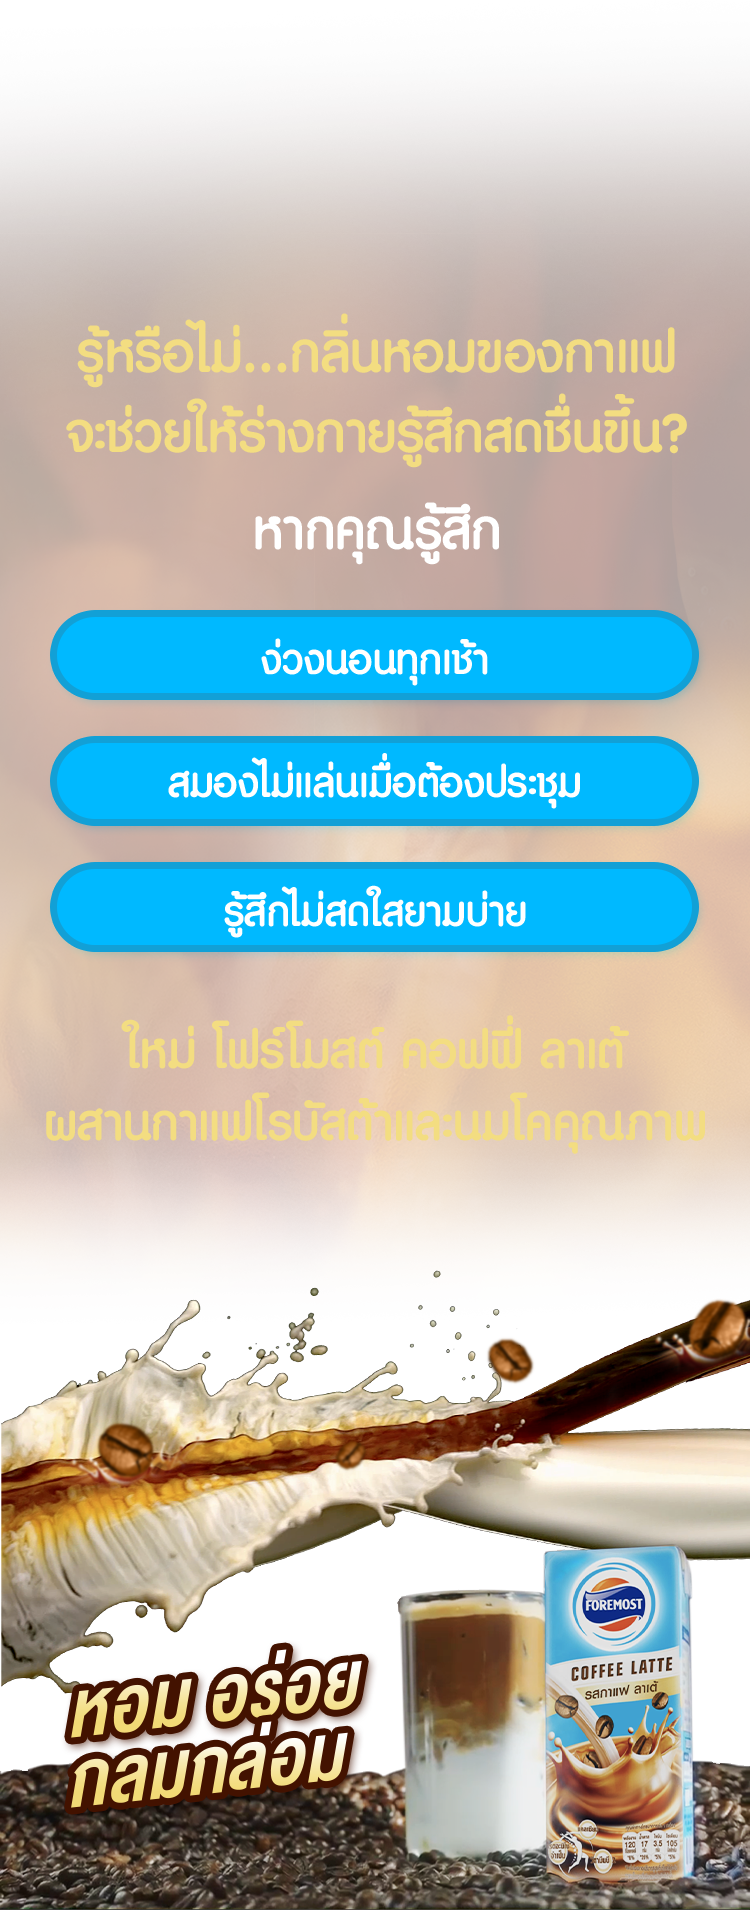 รู้หรือไม่...กลิ่นหอมของกาแฟ
จะช่วยให้ร่างกายรู้สึกสดชื่นขึ้น?
หากคุณรู้สึก
ง่วงนอนทุกเช้า
สมองไม่แล่นเมื่อต้องประชุม
รู้สึกไม่สดใสยามบ่าย
ใหม่ โฟร์โมสต์ คอฟฟี่ ลาเต้
ผสานกาแฟโรบัสต้าและนมโคคุณภาพ
FOREMOST
COFFEE LATTE
รสกาแฟ ลาเต้
หอม อร่อย
กลมกล่อม
120 17 3.5 105